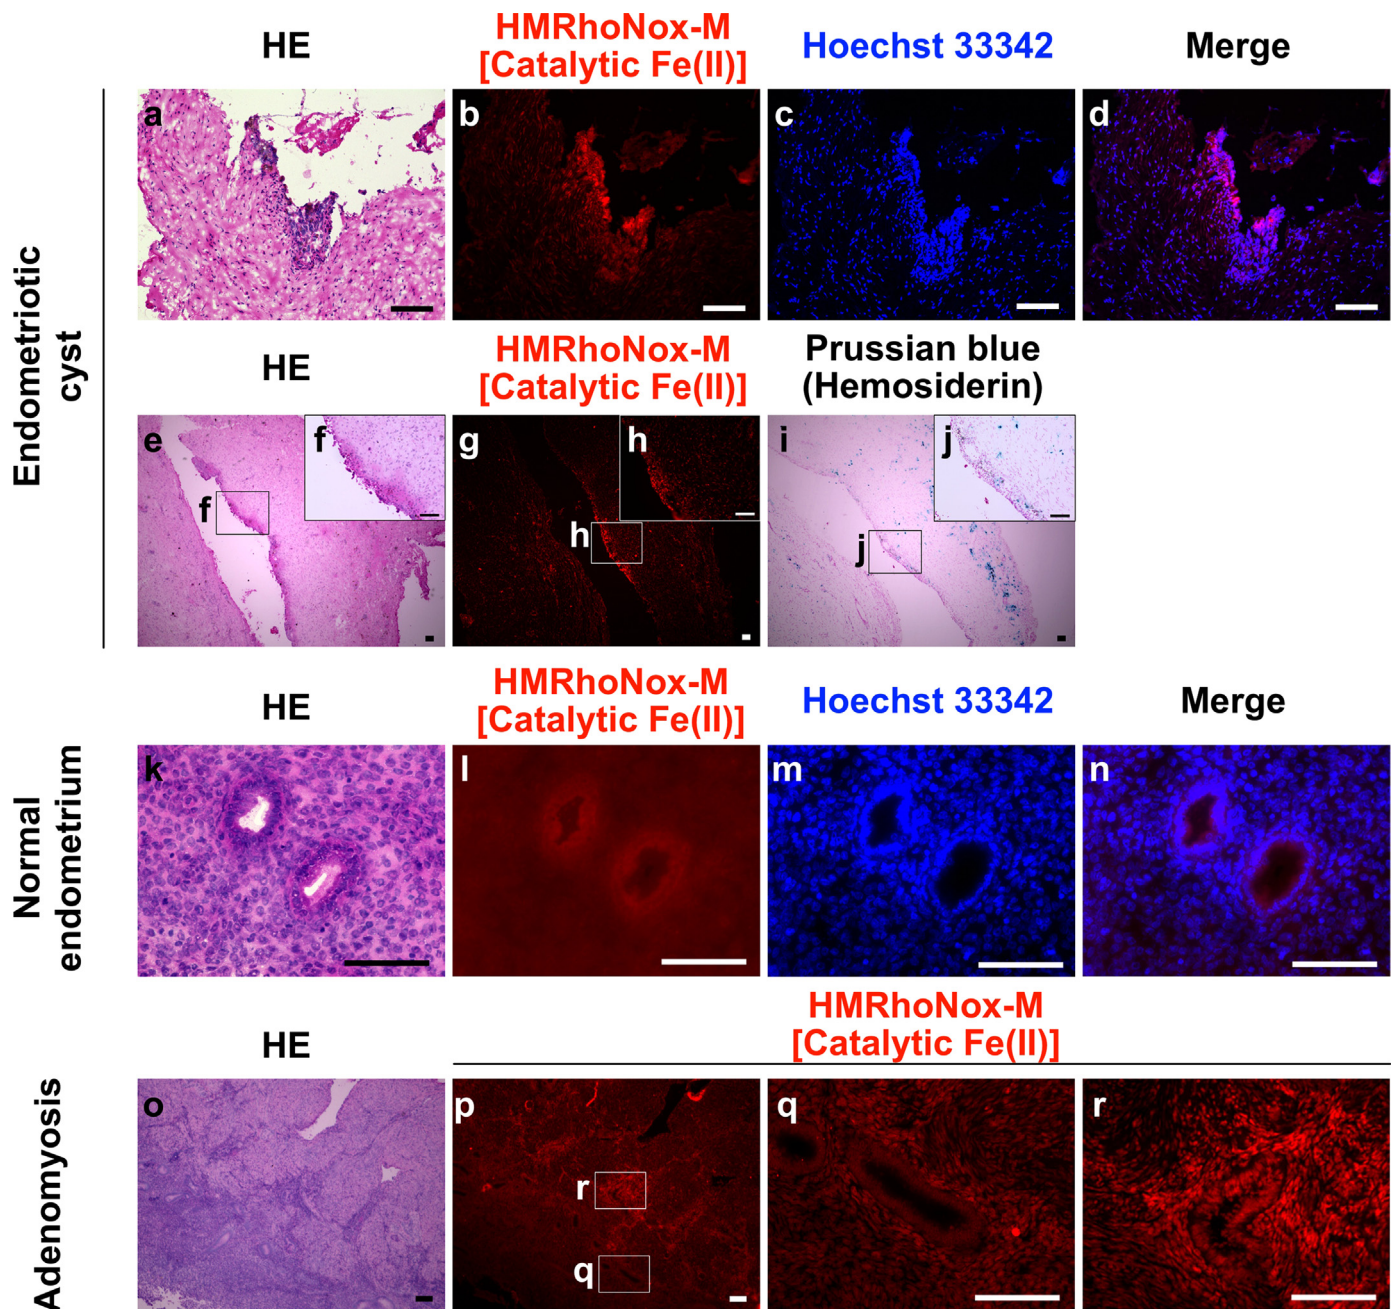 HE
HMRhoNox-M
[Catalytic Fe(II)]
Hoechst 33342
Merge
Endometriotic
cyst
a
b
c
d
HE
HMRhoNox-M
[Catalytic Fe(II)]
Prussian blue
(Hemosiderin)
e
f
f
g
h
h
i
j
j
HE
HMRhoNox-M
[Catalytic Fe(II)]
Hoechst 33342
Merge
Normal
endometrium
k
l
m
n
HE
HMRhoNox-M
[Catalytic Fe(II)]
Adenomyosis
o
p
r
q
q
r